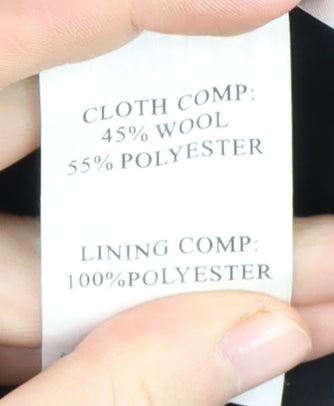 CLOTH COMP:
45% WOOL
55% POLYESTER
LINING COMP:
100%POLYESTER